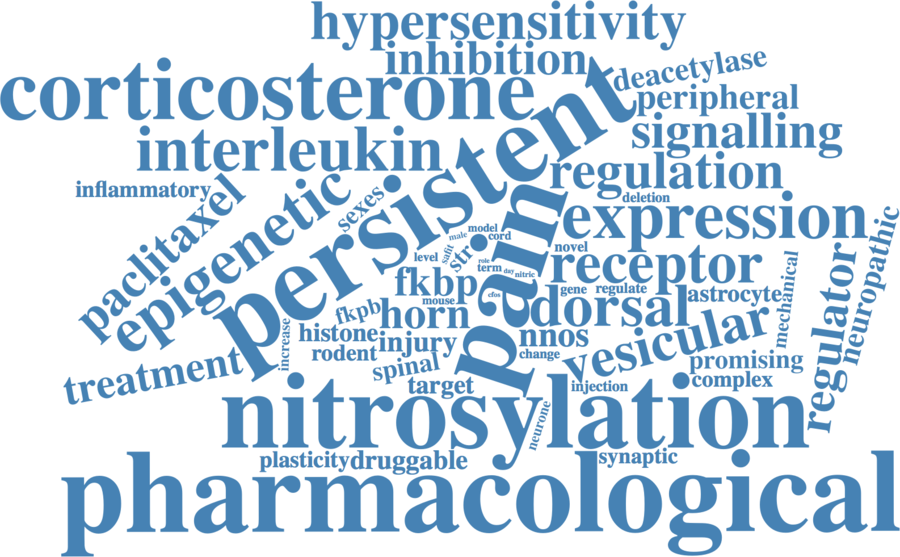 hypersensitivity
inhibition
deacetylase
corticosterone
peripheral
persistent
signalling
interleukin
regulation
inflammatory
deletion
paclitaxel
epigenetic
sexes
pain
expression
neuropathic
model
male
cord
str
safit
level
novel
receptor
role
term
day
nitric
fkbp
gene
regulate
astrocyte
mechanical
regulator
mouse
cfos
dorsal
fkpb
horn
increase
histone
injury
nnos
vesicular
rodent
change
promising
treatment
spinal
target
injection
complex
nitrosylation
neurone
plasticity
druggable
synaptic
pharmacological